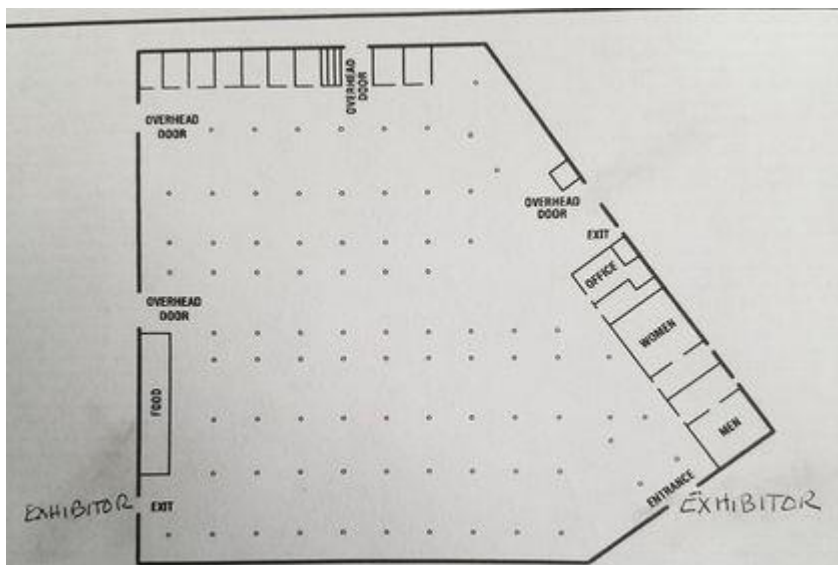 OVERHEAD
DOOR
OVERHEAD
DOOR
OVERHEAD
DOOR
EXIT
OFFICE
OVERHEAD
DOOR
WOMEN
FOOD
MEN
ENTRANCE
EXHIBITOR
EXHIBITOR
EXIT